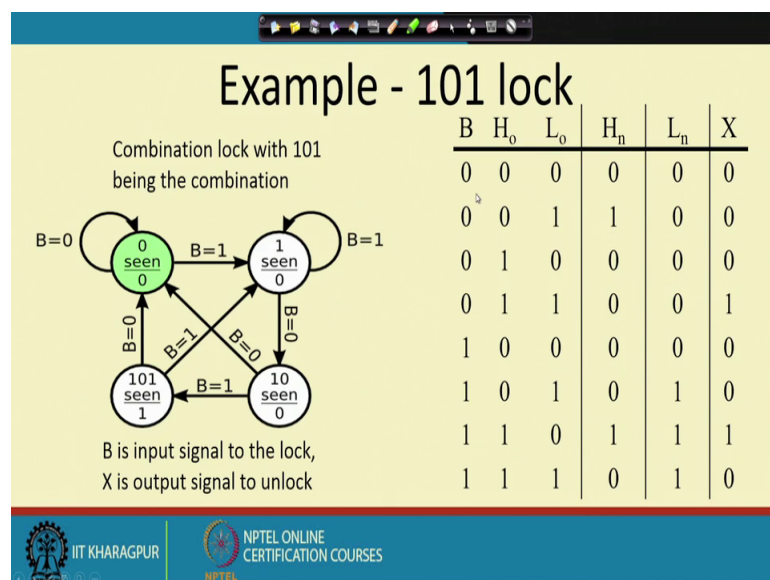 Example - 101 lock
Combination lock with 101
being the combination
B=0
0
seen
0
B=1
1
seen
0
B=1
B=0
B=1
B=0
B=0
101
seen
1
B=1
10
seen
0
B is input signal to the lock,
X is output signal to unlock
B Ho Lo Hn Ln X
0 0 0 0 0 0
0 0 1 1 0 0
0 1 0 0 0 0
0 1 1 0 0 1
1 0 0 0 0 0
1 0 1 0 1 0
1 1 0 1 1 1
1 1 1 0 1 0
IIT KHARAGPUR
NPTEL ONLINE
CERTIFICATION COURSES
NPTEL